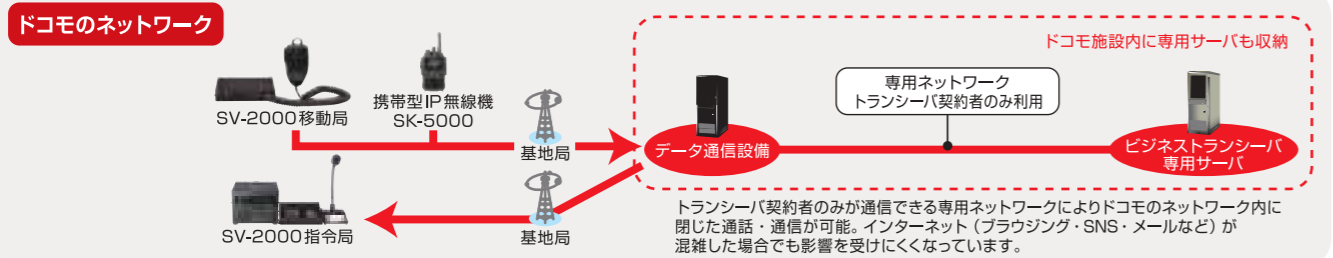 ドコモのネットワーク
ドコモ施設内に専用サーバも収納
SV-2000移動局
携帯型IP無線機
SK-5000
基地局
専用ネットワーク
トランシーバ契約者のみ利用
データ通信設備
ビジネストランシーバ
専用サーバ
SV-2000指令局
基地局
トランシーバ契約者のみが通信できる専用ネットワークによりドコモのネットワーク内に
閉じた通話・通信が可能。インターネット（ブラウジング・SNS・メールなど）が
混雑した場合でも影響を受けにくくなっています。